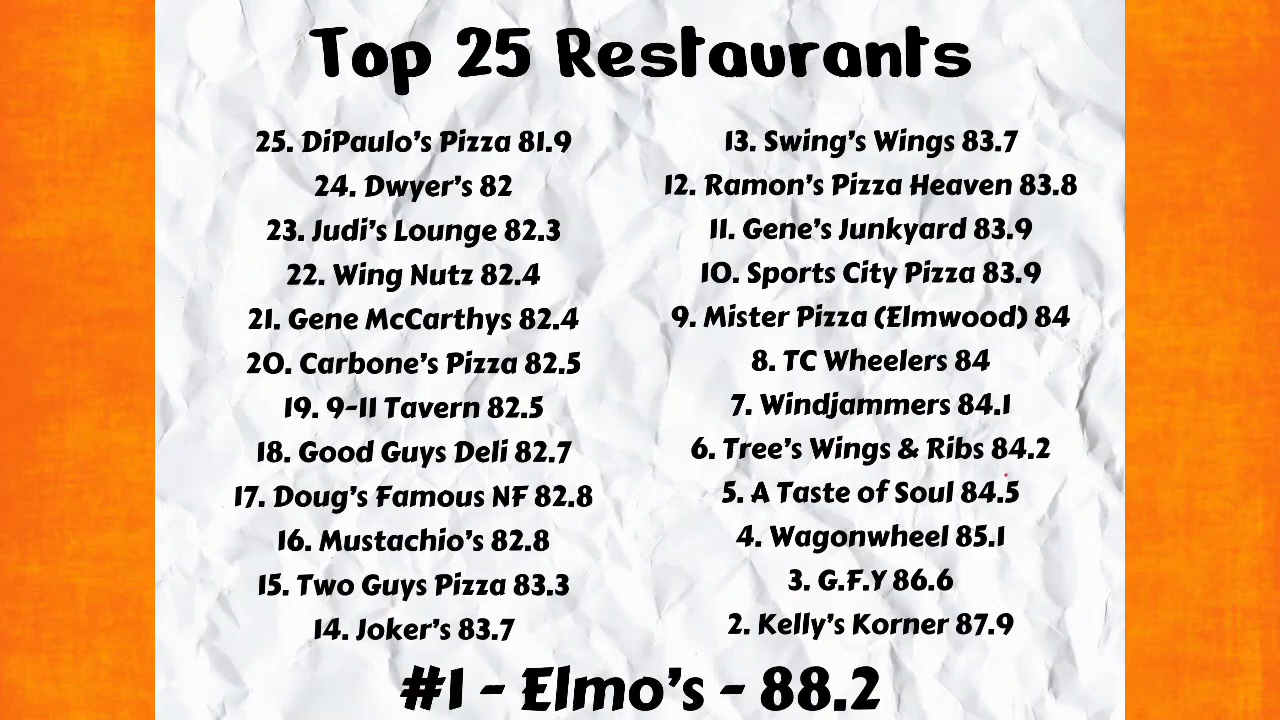 Top 25 Restaurants
25. DiPaulo's Pizza 81.9
24. Dwyer's 82
23. Judi's Lounge 82.3
22. Wing Nutz 82.4
21. Gene McCarthys 82.4
20. Carbone's Pizza 82.5
19. 9-11 Tavern 82.5
18. Good Guys Deli 82.7
17. Doug's Famous NF 82.8
16. Mustachio's 82.8
15. Two Guys Pizza 83.3
14. Joker's 83.7
13. Swing's Wings 83.7
12. Ramon's Pizza Heaven 83.8
11. Gene's Junkyard 83.9
10. Sports City Pizza 83.9
9. Mister Pizza (Elmwood) 84
8. TC Wheelers 84
7. Windjammers 84.1
6. Tree's Wings & Ribs 84.2
5. A Taste of Soul 84.5
4. Wagonwheel 85.1
3. G.F.Y 86.6
2. Kelly's Korner 87.9
#1 - Elmo's - 88.2